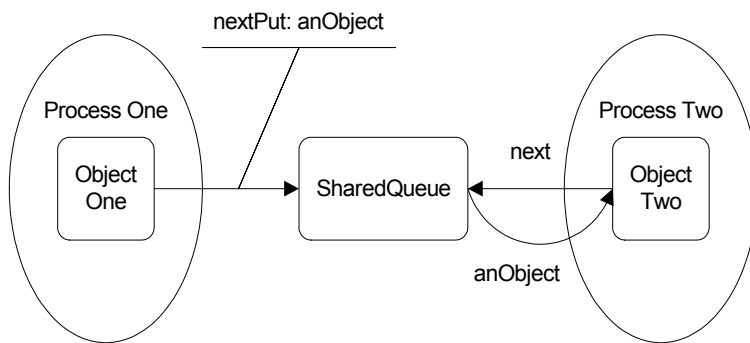 nextPut: anObject
Process One
Object
One
SharedQueue
next
anObject
Process Two
Object
Two